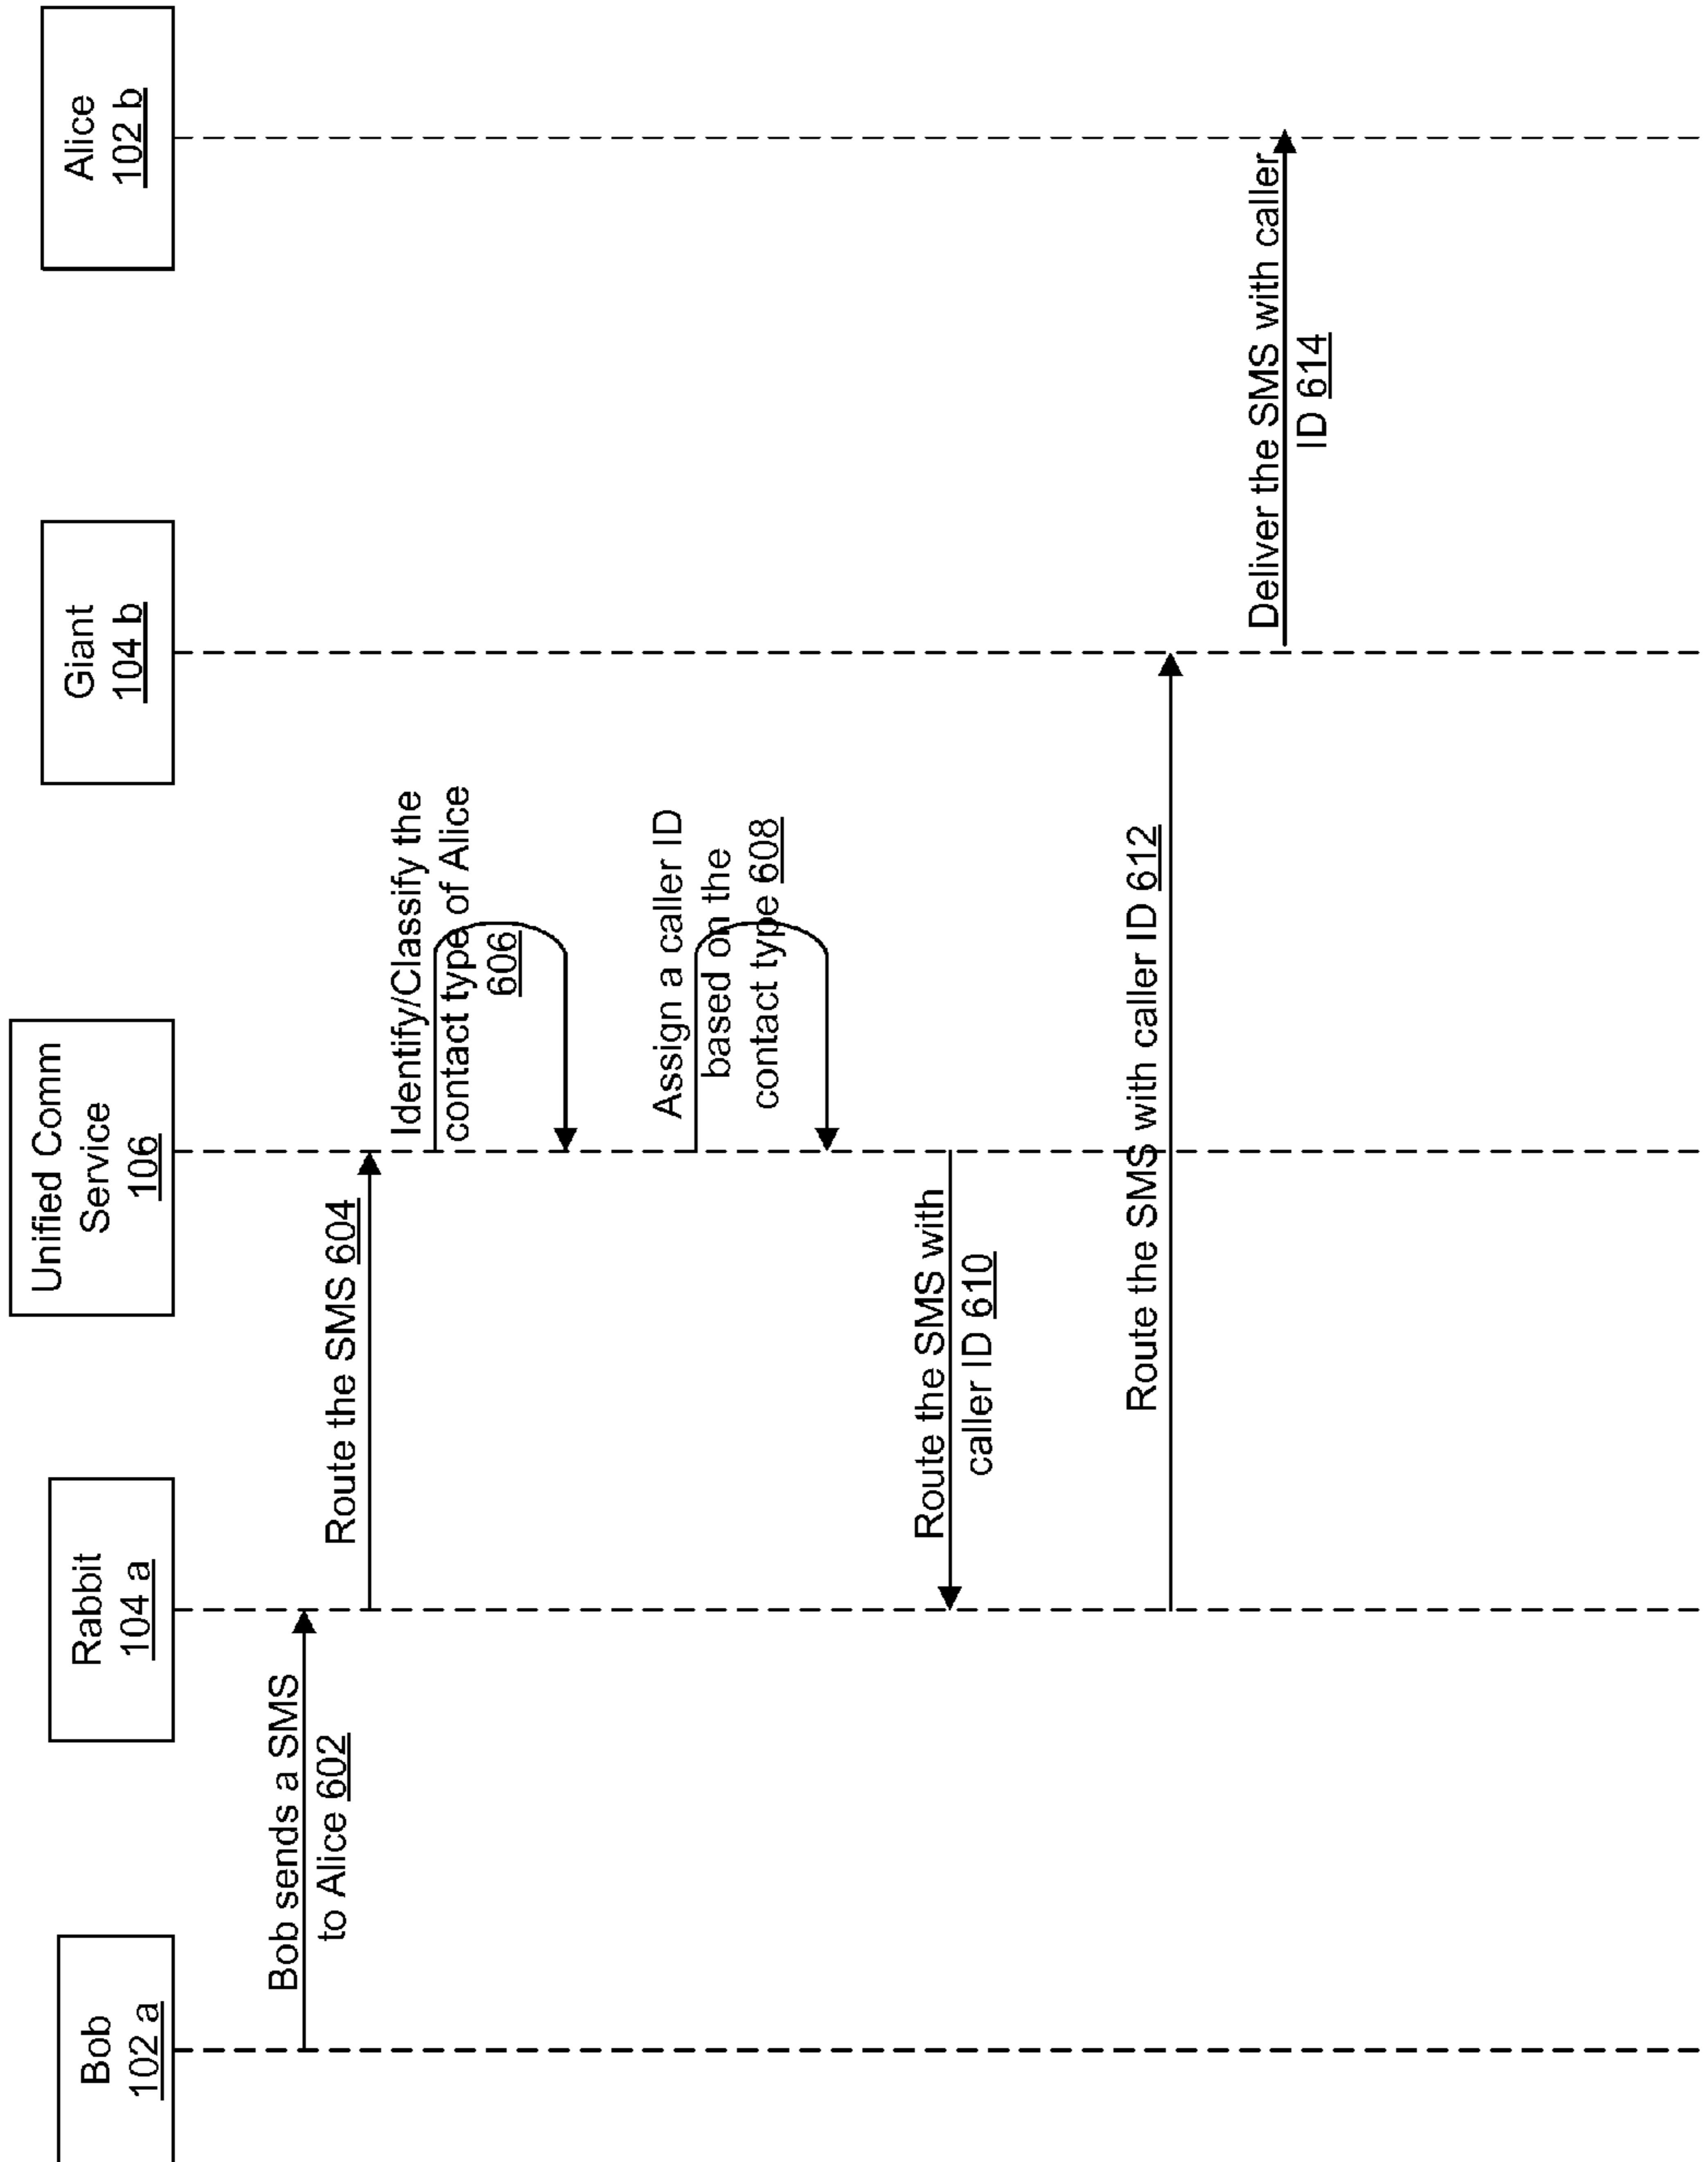 Bob
102 a
Rabbit
104 a
Unified Comm
Service
106
Giant
104 b
Alice
102 b
Bob sends a SMS
to Alice 602
Route the SMS 604
Identify/Classify the
contact type of Alice
606
Assign a caller ID
based on the
contact type 608
Route the SMS with
caller ID 610
Route the SMS with caller ID 612
Deliver the SMS with caller
ID 614